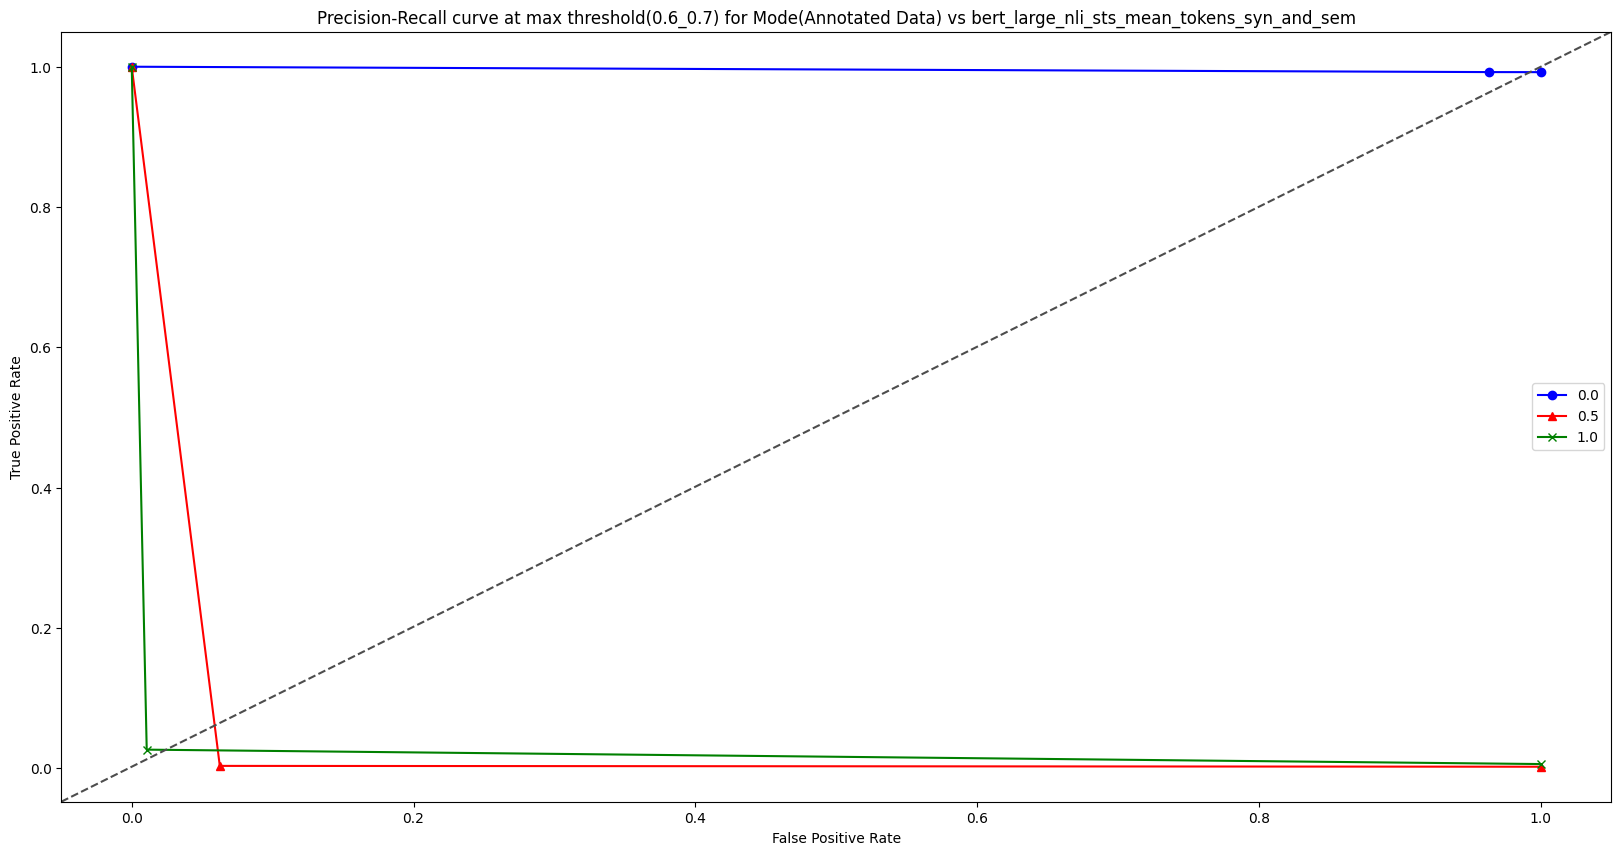 Precision-Recall curve at max threshold(0.6_0.7) for Mode(Annotated Data) vs bert_large_nli_sts_mean_tokens_syn_and_sem
1.0
0.8
0.6
0.4
0.2
0.0
True Positive Rate
0.0
0.5
1.0
0.0 0.2 0.4 0.6 0.8 1.0
False Positive Rate